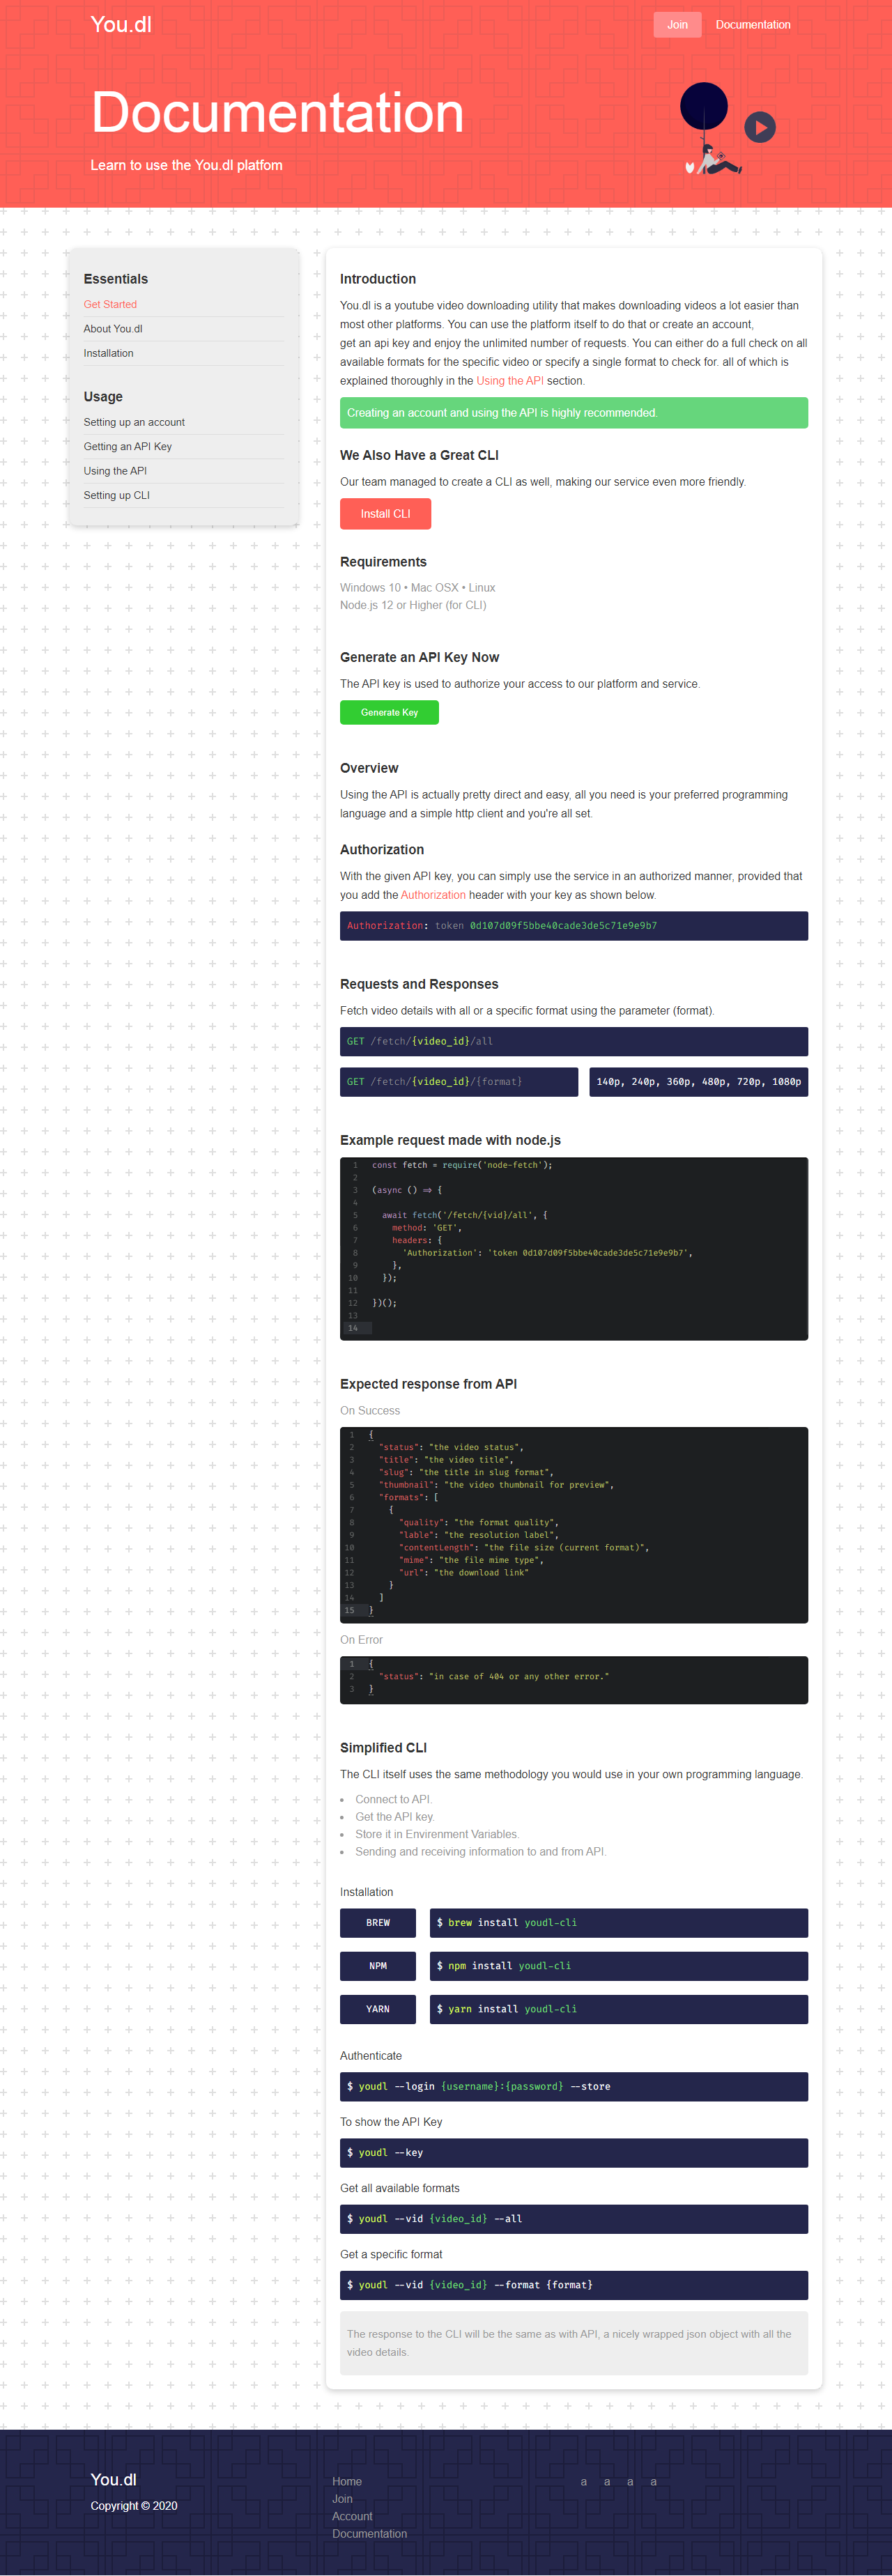 You.dl
Join
Documentation
Documentation
Learn to use the You.dl platfom
Essentials
Get Started
About You.dl
Installation
Usage
Setting up an account
Getting an API Key
Using the API
Setting up CLI
Introduction
You.dl is a youtube video downloading utility that makes downloading videos a lot easier than
most other platforms. You can use the platform itself to do that or create an account,
get an api key and enjoy the unlimited number of requests. You can either do a full check on all
available formats for the specific video or specify a single format to check for. all of which is
explained thoroughly in the Using the API section.
Creating an account and using the API is highly recommended.
We Also Have a Great CLI
Our team managed to create a CLI as well, making our service even more friendly.
Install CLI
Requirements
Windows 10 • Mac OSX • Linux
Node.js 12 or Higher (for CLI)
Generate an API Key Now
The API key is used to authorize your access to our platform and service.
Generate Key
Overview
Using the API is actually pretty direct and easy, all you need is your preferred programming
language and a simple http client and you're all set.
Authorization
With the given API key, you can simply use the service in an authorized manner, provided that
you add the Authorization header with your key as shown below.
Authorization: token 0d107d09f5bbe40cade3de5c71e9e9b7
Requests and Responses
Fetch video details with all or a specific format using the parameter (format).
GET /fetch/{video_id}/all
GET /fetch/{video_id}/{format}
140p, 240p, 360p, 480p, 720p, 1080p
Example request made with node.js
1 const fetch = require('node-fetch');
2
3 (async () => {
4
5 await fetch('/fetch/{vid}/all', {
6 method: 'GET',
7 headers: {
8 'Authorization': 'token 0d107d09f5bbe40cade3de5c71e9e9b7',
9 },
10 });
11
12 })();
13
14
Expected response from API
On Success
1 {
2 "status": "the video status",
3 "title": "the video title",
4 "slug": "the title in slug format",
5 "thumbnail": "the video thumbnail for preview",
6 "formats": [
7 {
8 "quality": "the format quality",
9 "lable": "the resolution label",
10 "contentLength": "the file size (current format)",
11 "mime": "the file mime type",
12 "url": "the download link"
13 }
14 ]
15 }
On Error
1 {
2 "status": "in case of 404 or any other error."
3 }
Simplified CLI
The CLI itself uses the same methodology you would use in your own programming language.
• Connect to API.
• Get the API key.
• Store it in Envirenment Variables.
• Sending and receiving information to and from API.
Installation
BREW
$ brew install youdl-cli
NPM
$ npm install youdl-cli
YARN
$ yarn install youdl-cli
Authenticate
$ youdl --login {username}:{password} --store
To show the API Key
$ youdl --key
Get all available formats
$ youdl --vid {video_id} --all
Get a specific format
$ youdl --vid {video_id} --format {format}
The response to the CLI will be the same as with API, a nicely wrapped json object with all the
video details.
You.dl
Copyright © 2020
Home
Join
Account
Documentation
a a a a